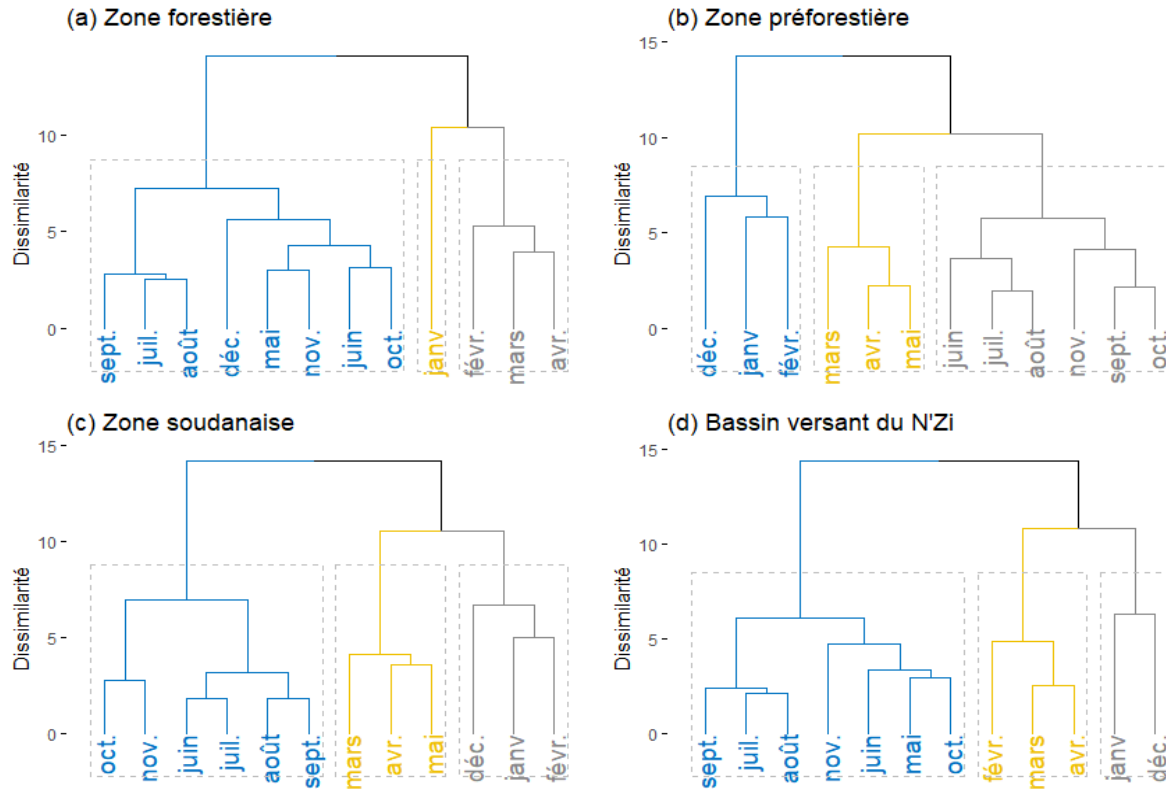 (a) Zone forestière
Dissimilarité
10
5
0
sept. juil. août déc. mai nov. juin oct. janv févr. mars avr.
(b) Zone préforestière
Dissimilarité
15
10
5
0
déc. janv févr. mars avr. mai juin juil. août nov. sept. oct.
(c) Zone soudanaise
Dissimilarité
15
10
5
0
oct. nov. juin juil. août sept. mars avr. mai déc. janv févr.
(d) Bassin versant du N'Zi
Dissimilarité
15
10
5
0
sept. juil. août nov. juin mai oct. févr. mars avr. janv déc.